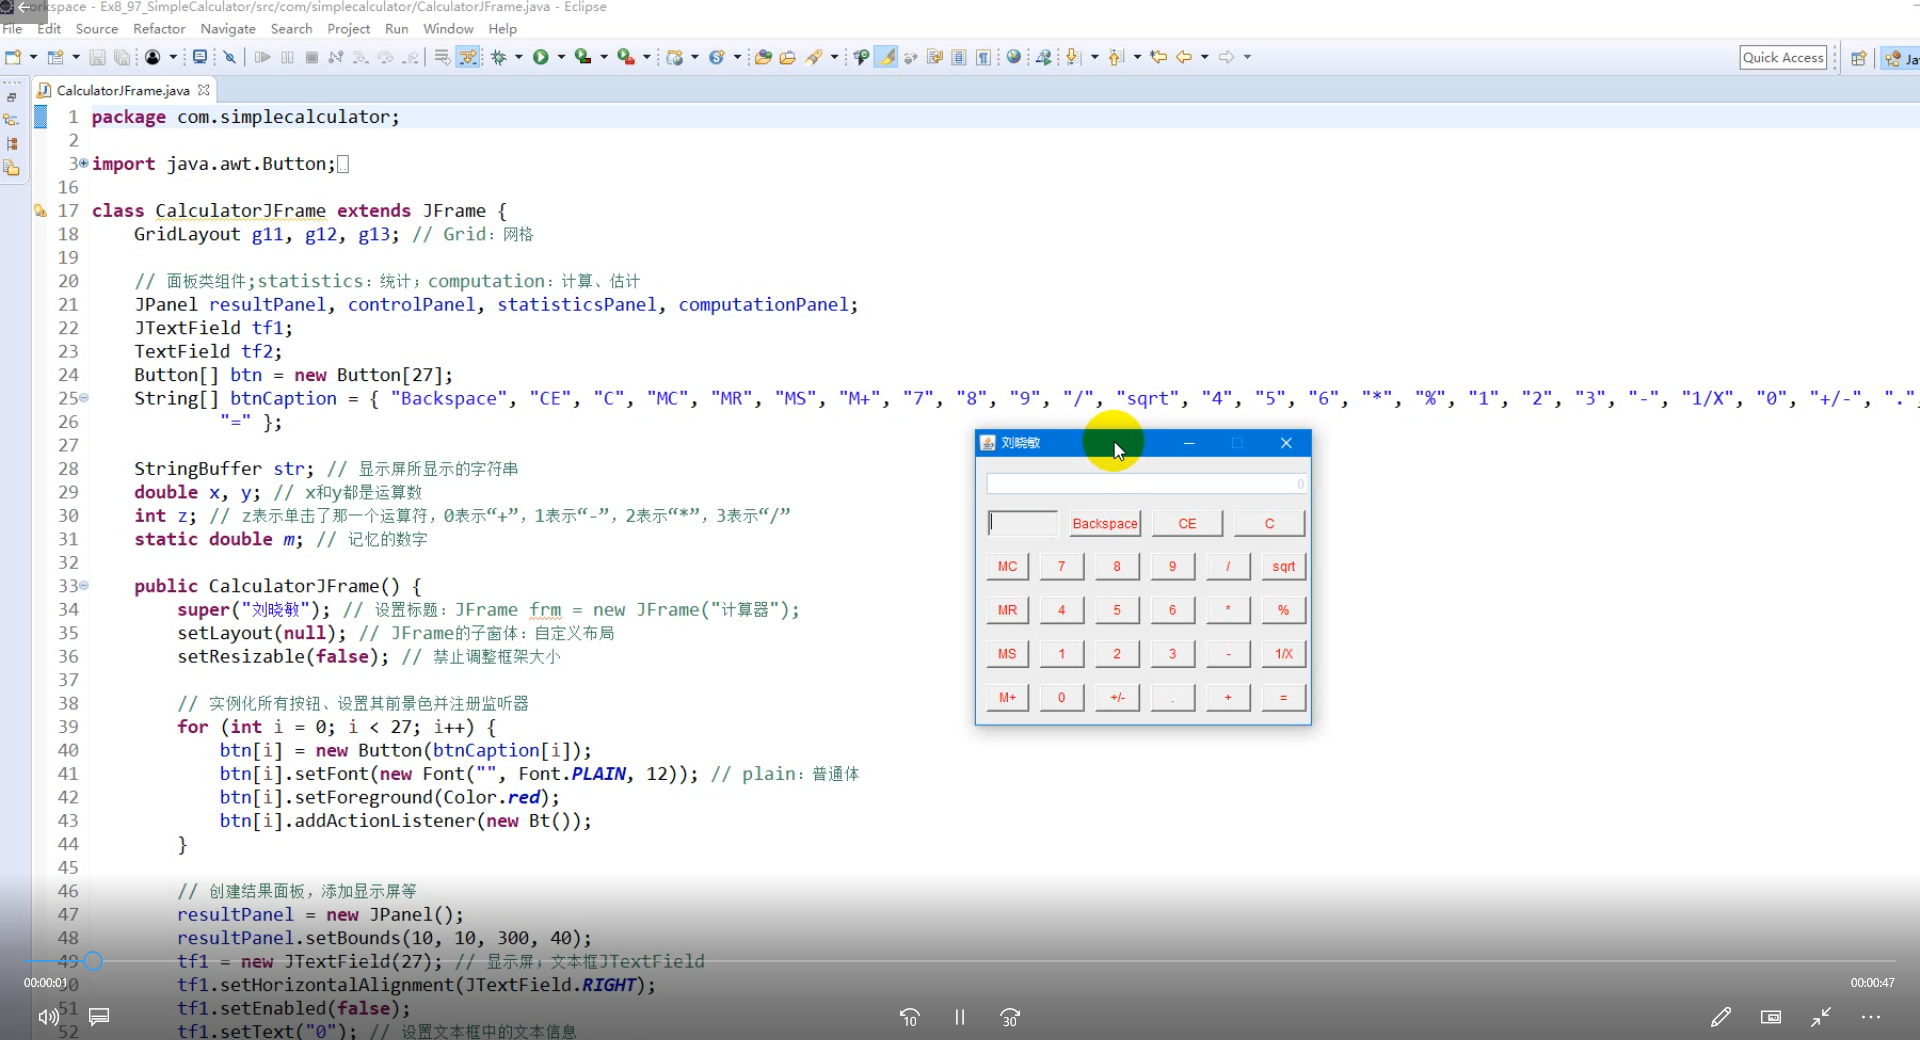 orkspace - Ex8_97_SimpleCalculator/src/com/simplecalculator/CalculatorJFrame.java - Eclipse
File Edit Source Refactor Navigate Search Project Run Window Help
Quick Access
CalculatorJFrame.java
1 package com.simplecalculator;
2
3 import java.awt.Button;
16
17 class CalculatorJFrame extends JFrame {
18 GridLayout gl1, gl2, gl3; // Grid：网格
19
20 // 面板类组件;statistics：统计；computation：计算、估计
21 JPanel resultPanel, controlPanel, statisticsPanel, computationPanel;
22 JTextField tf1;
23 TextField tf2;
24 Button[] btn = new Button[27];
25 String[] btnCaption = { "Backspace", "CE", "C", "MC", "MR", "MS", "M+", "7", "8", "9", "/", "sqrt", "4", "5", "6", "*", "%", "1", "2", "3", "-", "1/X", "0", "+/-", ".",
26 "=" };
27
28 StringBuffer str; // 显示屏所显示的字符串
29 double x, y; // x和y都是运算数
30 int z; // z表示单击了那一个运算符，0表示“+”，1表示“-”，2表示“*”，3表示“/”
31 static double m; // 记忆的数字
32
33 public CalculatorJFrame() {
34 super("刘晓敏"); // 设置标题：JFrame frm = new JFrame("计算器");
35 setLayout(null); // JFrame的子窗体：自定义布局
36 setResizable(false); // 禁止调整框架大小
37
38 // 实例化所有按钮、设置其前景色并注册监听器
39 for (int i = 0; i < 27; i++) {
40 btn[i] = new Button(btnCaption[i]);
41 btn[i].setFont(new Font("", Font.PLAIN, 12)); // plain：普通体
42 btn[i].setForeground(Color.red);
43 btn[i].addActionListener(new Bt());
44 }
45
46 // 创建结果面板，添加显示屏等
47 resultPanel = new JPanel();
48 resultPanel.setBounds(10, 10, 300, 40);
49 tf1 = new JTextField(27); // 显示屏，文本框JTextField
50 tf1.setHorizontalAlignment(JTextField.RIGHT);
51 tf1.setEnabled(false);
52 tf1.setText("0"); // 设置文本框中的文本信息
刘晓敏
0
Backspace CE C
MC 7 8 9 / sqrt
MR 4 5 6 * %
MS 1 2 3 - 1/X
M+ 0 +/- . + =
00:00:01
00:00:47
10
30